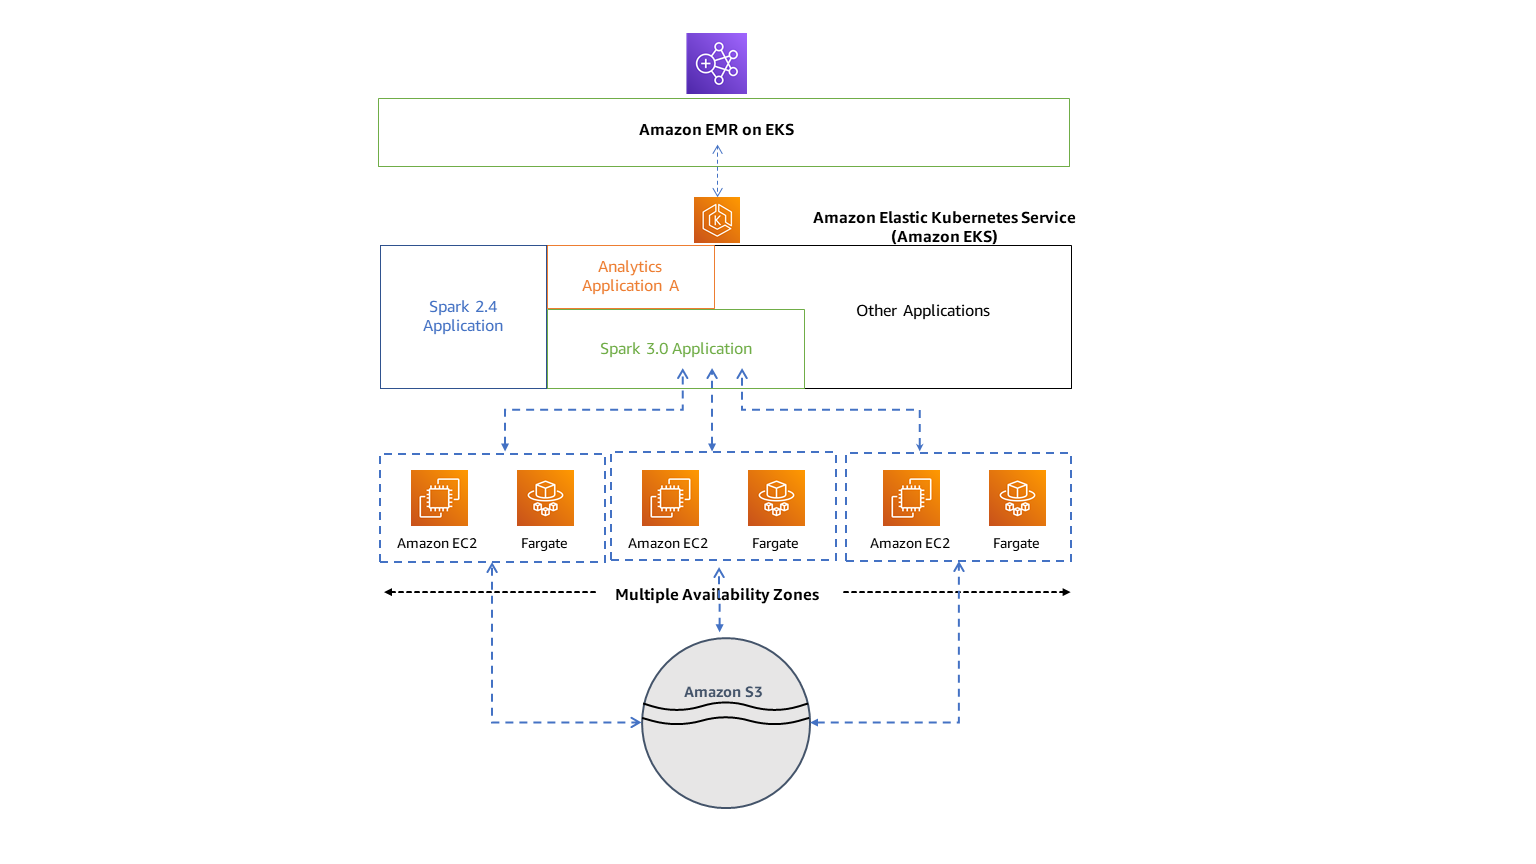 Amazon EMR on EKS
Amazon Elastic Kubernetes Service
(Amazon EKS)
Spark 2.4
Application
Analytics
Application A
Other Applications
Spark 3.0 Application
Amazon EC2
Fargate
Amazon EC2
Fargate
Amazon EC2
Fargate
Multiple Availability Zones
Amazon S3